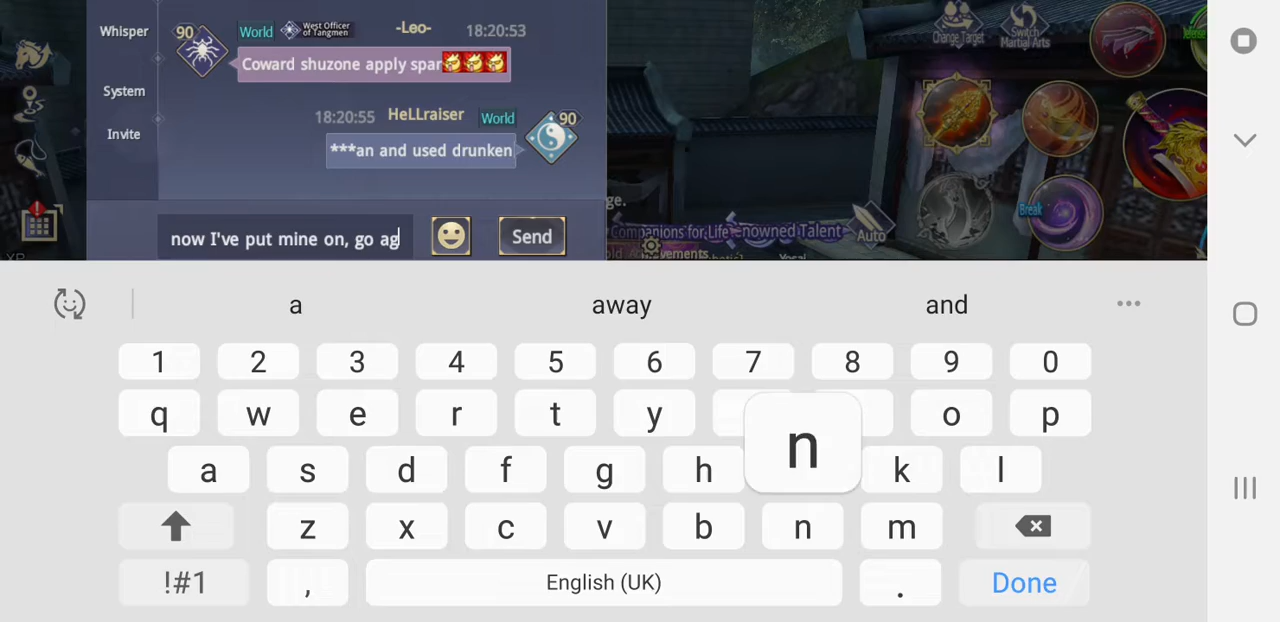 Whisper
System
Invite
90
World
West Officer
of Tangmen
-Leo-
18:20:53
Coward shuzone apply spar
18:20:55
HeLLraiser
World
90
***an and used drunken
now I've put mine on, go ag
Send
Change Target
Switch
Martial Arts
Break
Auto
ge.
Companions for Life
enowned Talent
XP
a
away
and
1 2 3 4 5 6 7 8 9 0
q w e r t y o p
n
a s d f g h k l
z x c v b n m
!#1
,
English (UK)
.
Done